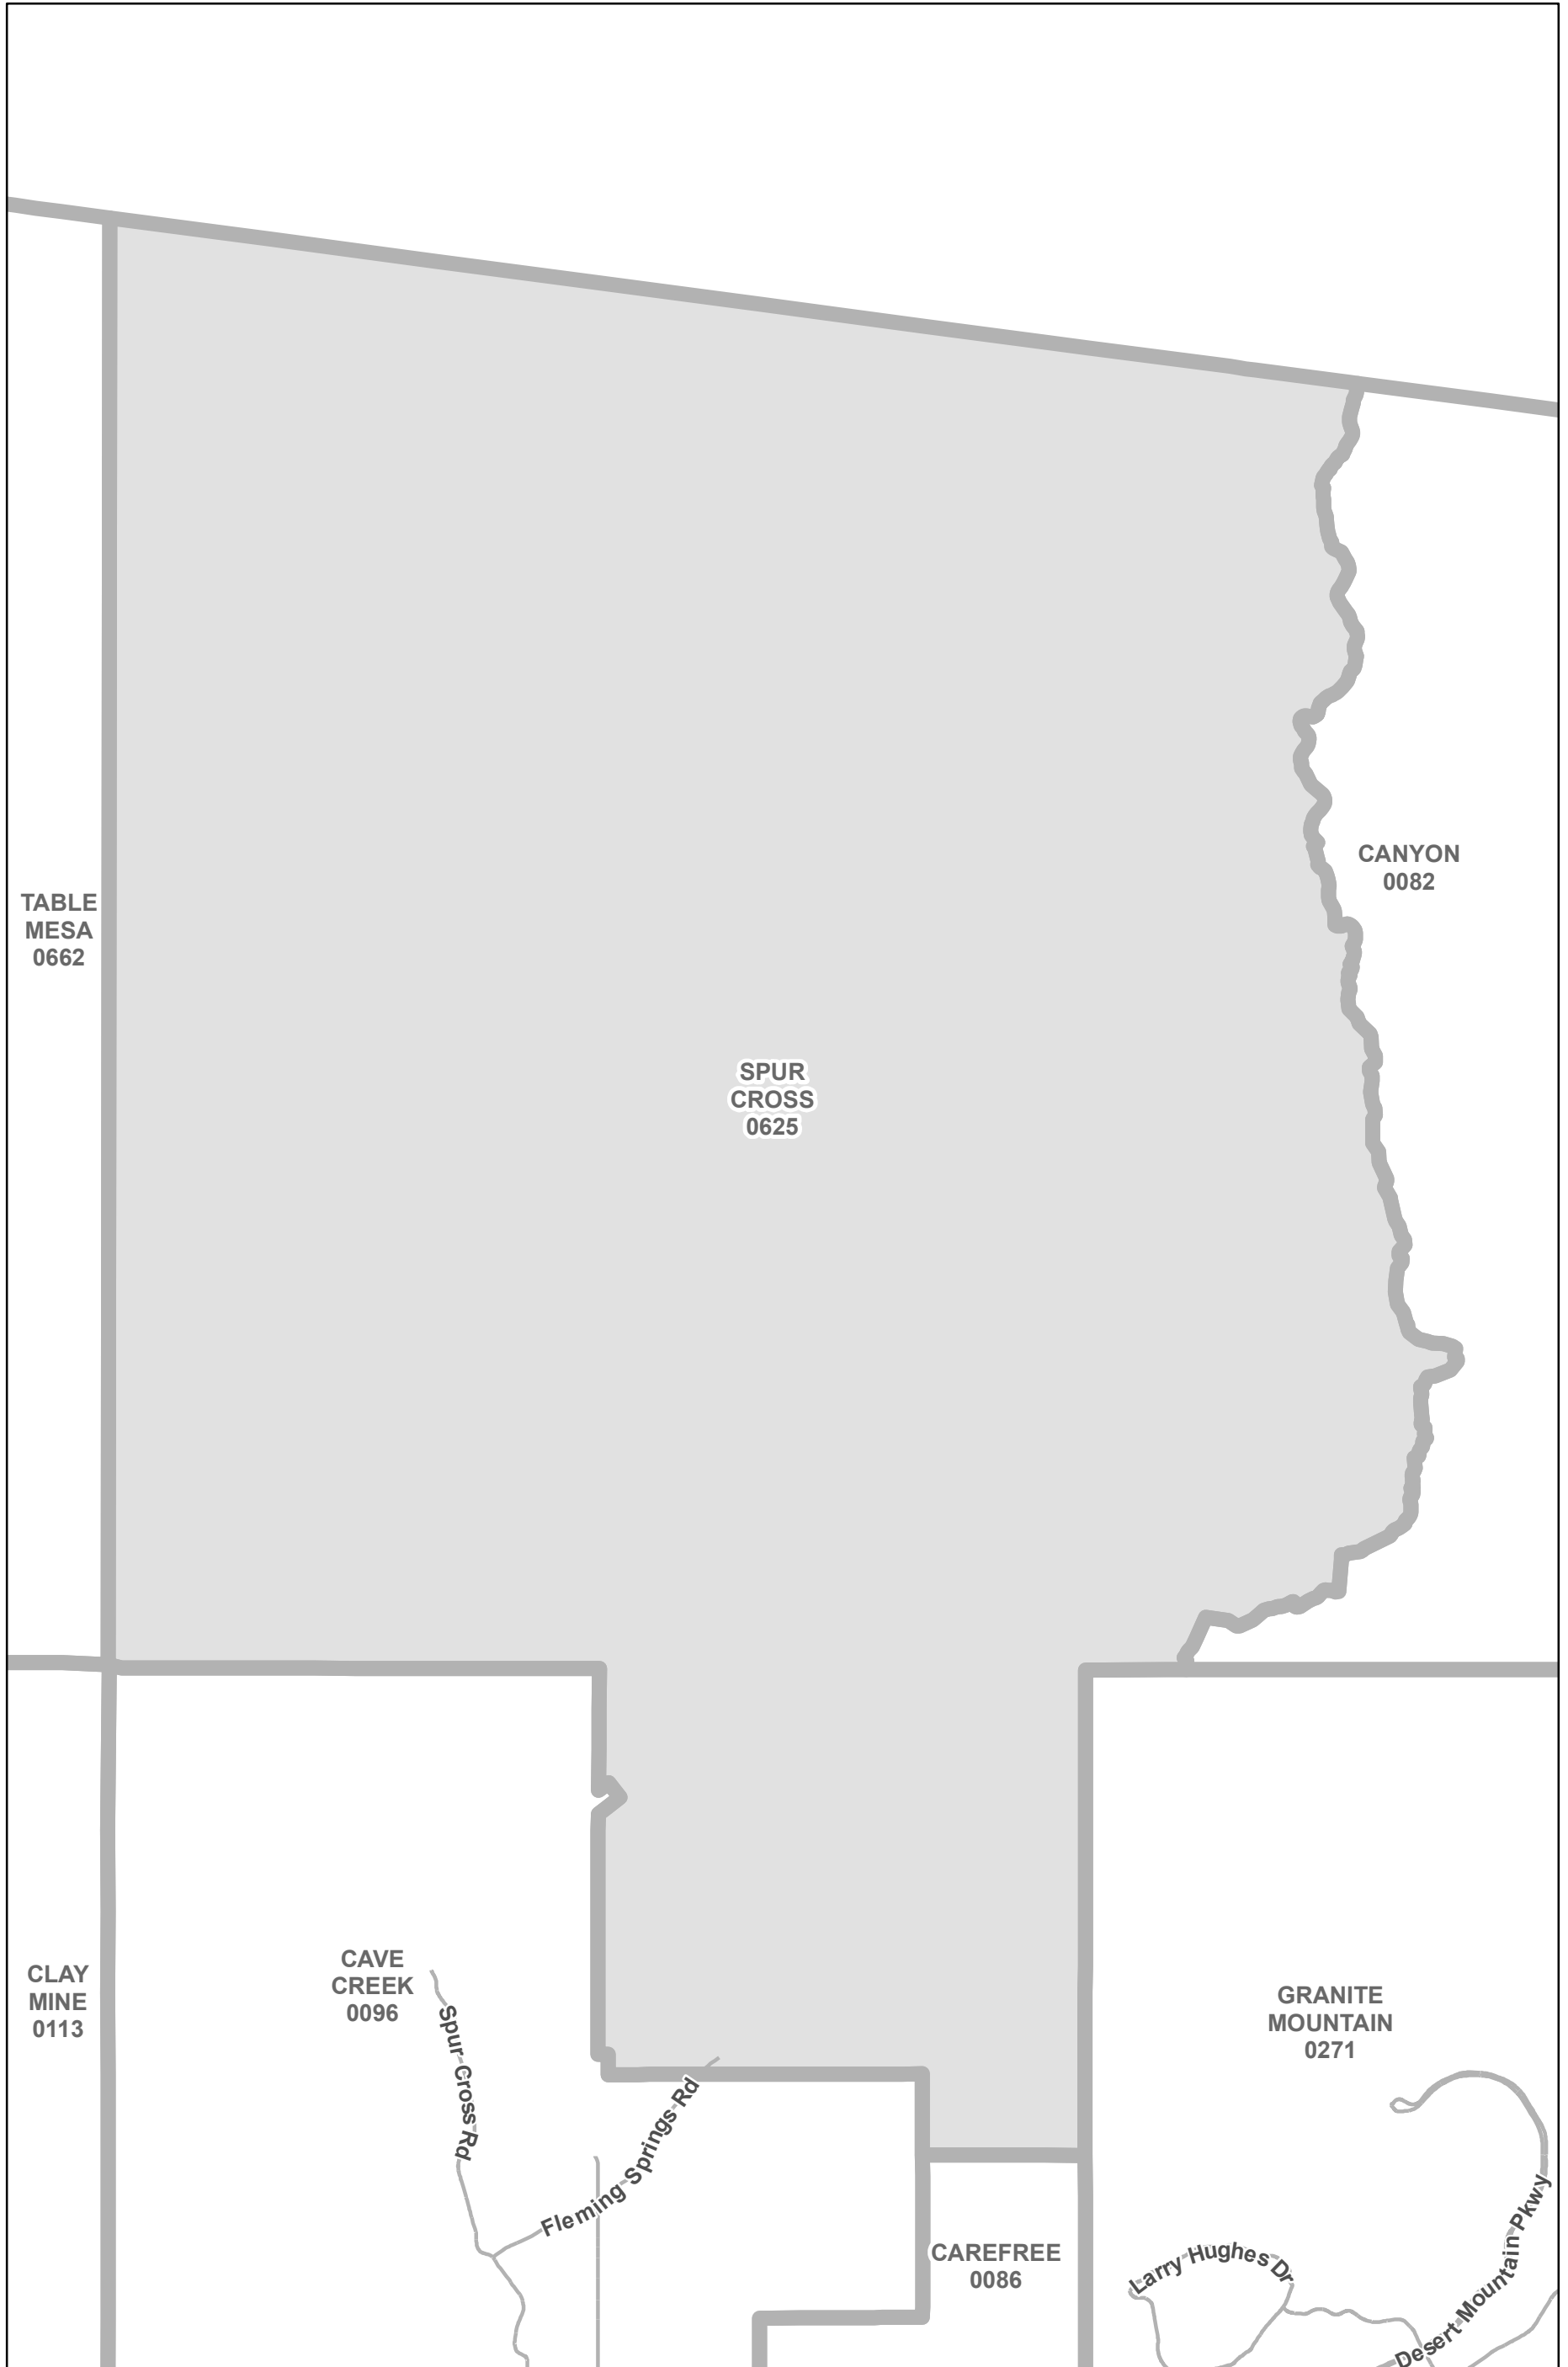 CANYON
0082
TABLE
MESA
0662
SPUR
CROSS
0625
CAVE
CREEK
0096
CLAY
MINE
0113
GRANITE
MOUNTAIN
0271
Spur Cross Rd
Fleming Springs Rd
CAREFREE
0086
Larry Hughes Dr
Desert Mountain Pkwy